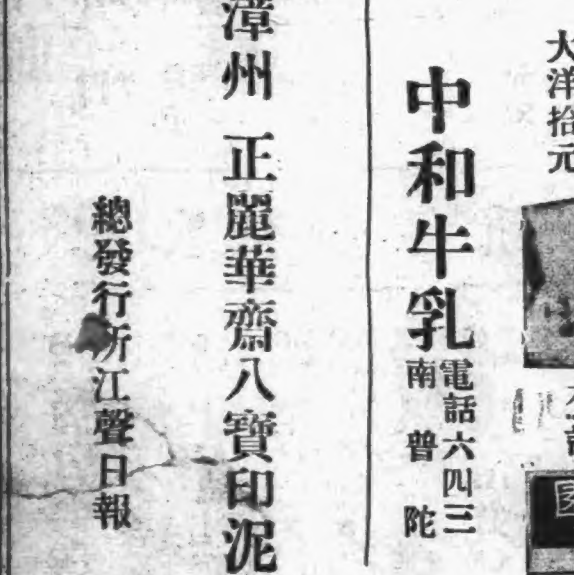 大洋拾元
中和牛乳
電話六四三
南普陀
漳州 正麗華齋八寶印泥
總發行所江聲日報